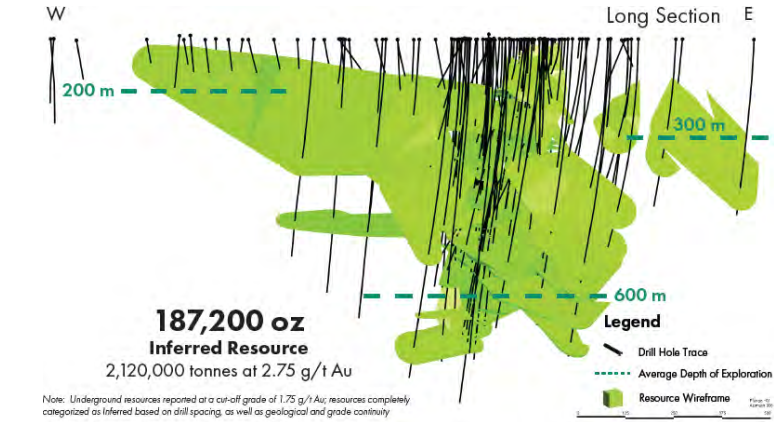 W
Long Section E
200 m
300 m
600 m
187,200 oz
Inferred Resource
2,120,000 tonnes at 2.75 g/t Au
Legend
Drill Hole Trace
Average Depth of Exploration
Resource Wireframe
Note: Underground resources reported at a cut-off grade of 1.75 g/t Au; resources completely
categorized as Inferred based on drill spacing, as well as geological and grade continuity